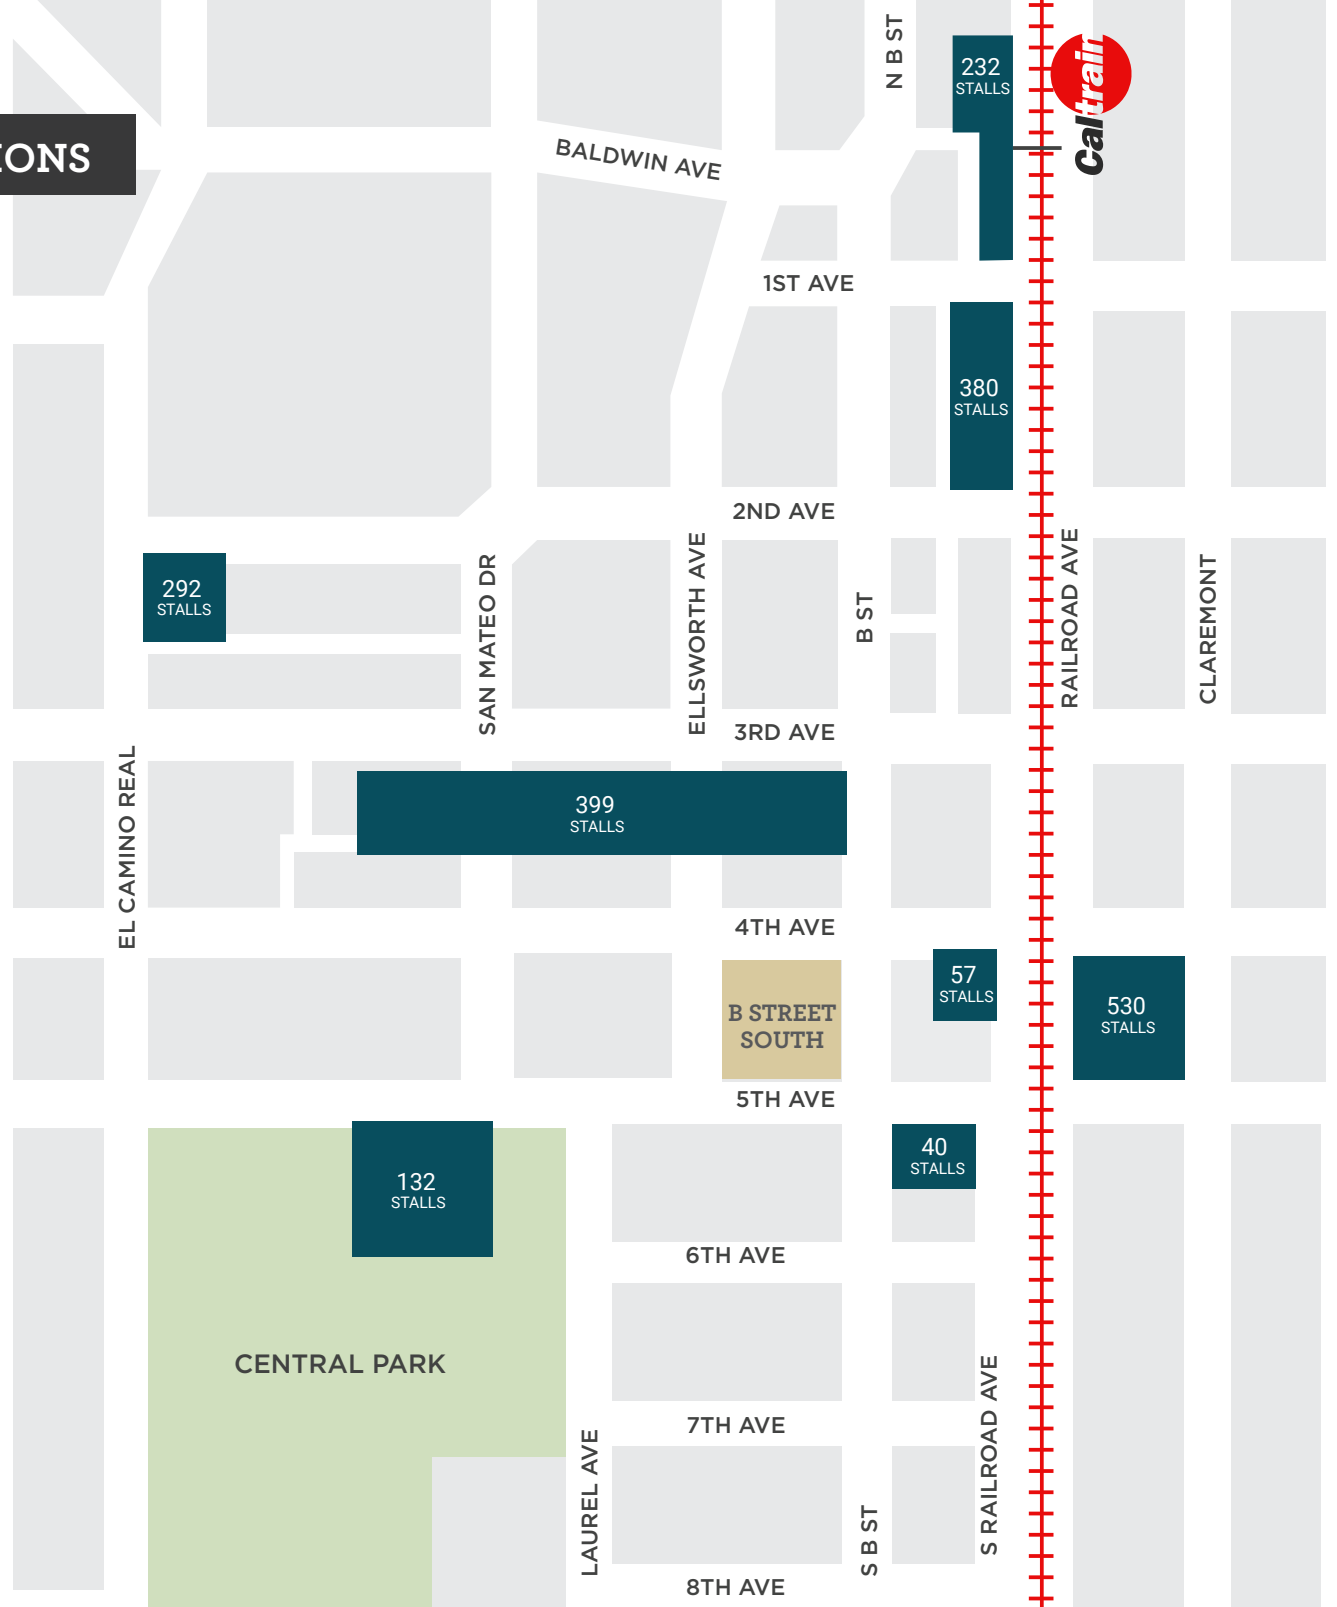 N B ST
232
STALLS
Caltrain
IONS
BALDWIN AVE
1ST AVE
380
STALLS
2ND AVE
292
STALLS
SAN MATEO DR
ELLSWORTH AVE
B ST
RAILROAD AVE
CLAREMONT
3RD AVE
EL CAMINO REAL
399
STALLS
4TH AVE
57
STALLS
530
STALLS
B STREET
SOUTH
5TH AVE
132
STALLS
40
STALLS
6TH AVE
CENTRAL PARK
7TH AVE
LAUREL AVE
S B ST
S RAILROAD AVE
8TH AVE